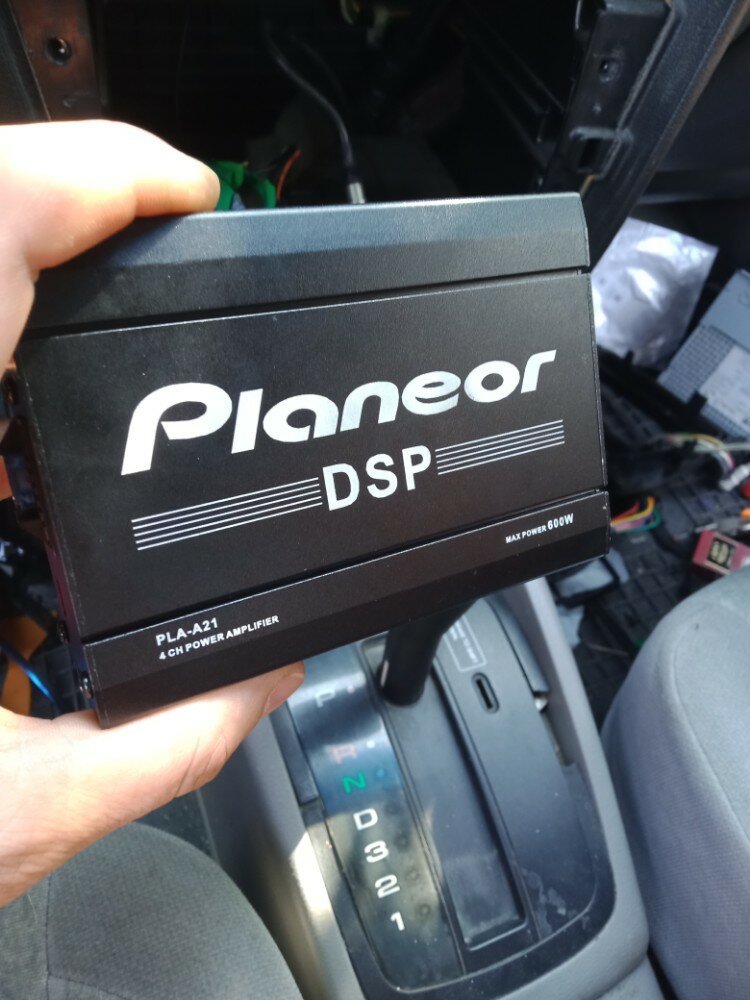 Planeor
DSP
MAX POWER 600W
PLA-A21
4 CH POWER AMPLIFIER
P
R
N
D
3
2
1